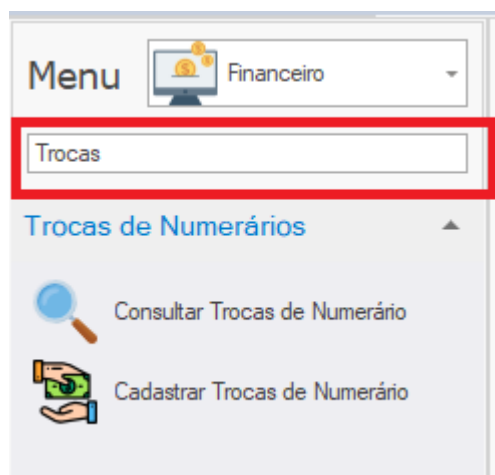 Menu Financeiro
Trocas
Trocas de Numerários
Consultar Trocas de Numerário
Cadastrar Trocas de Numerário